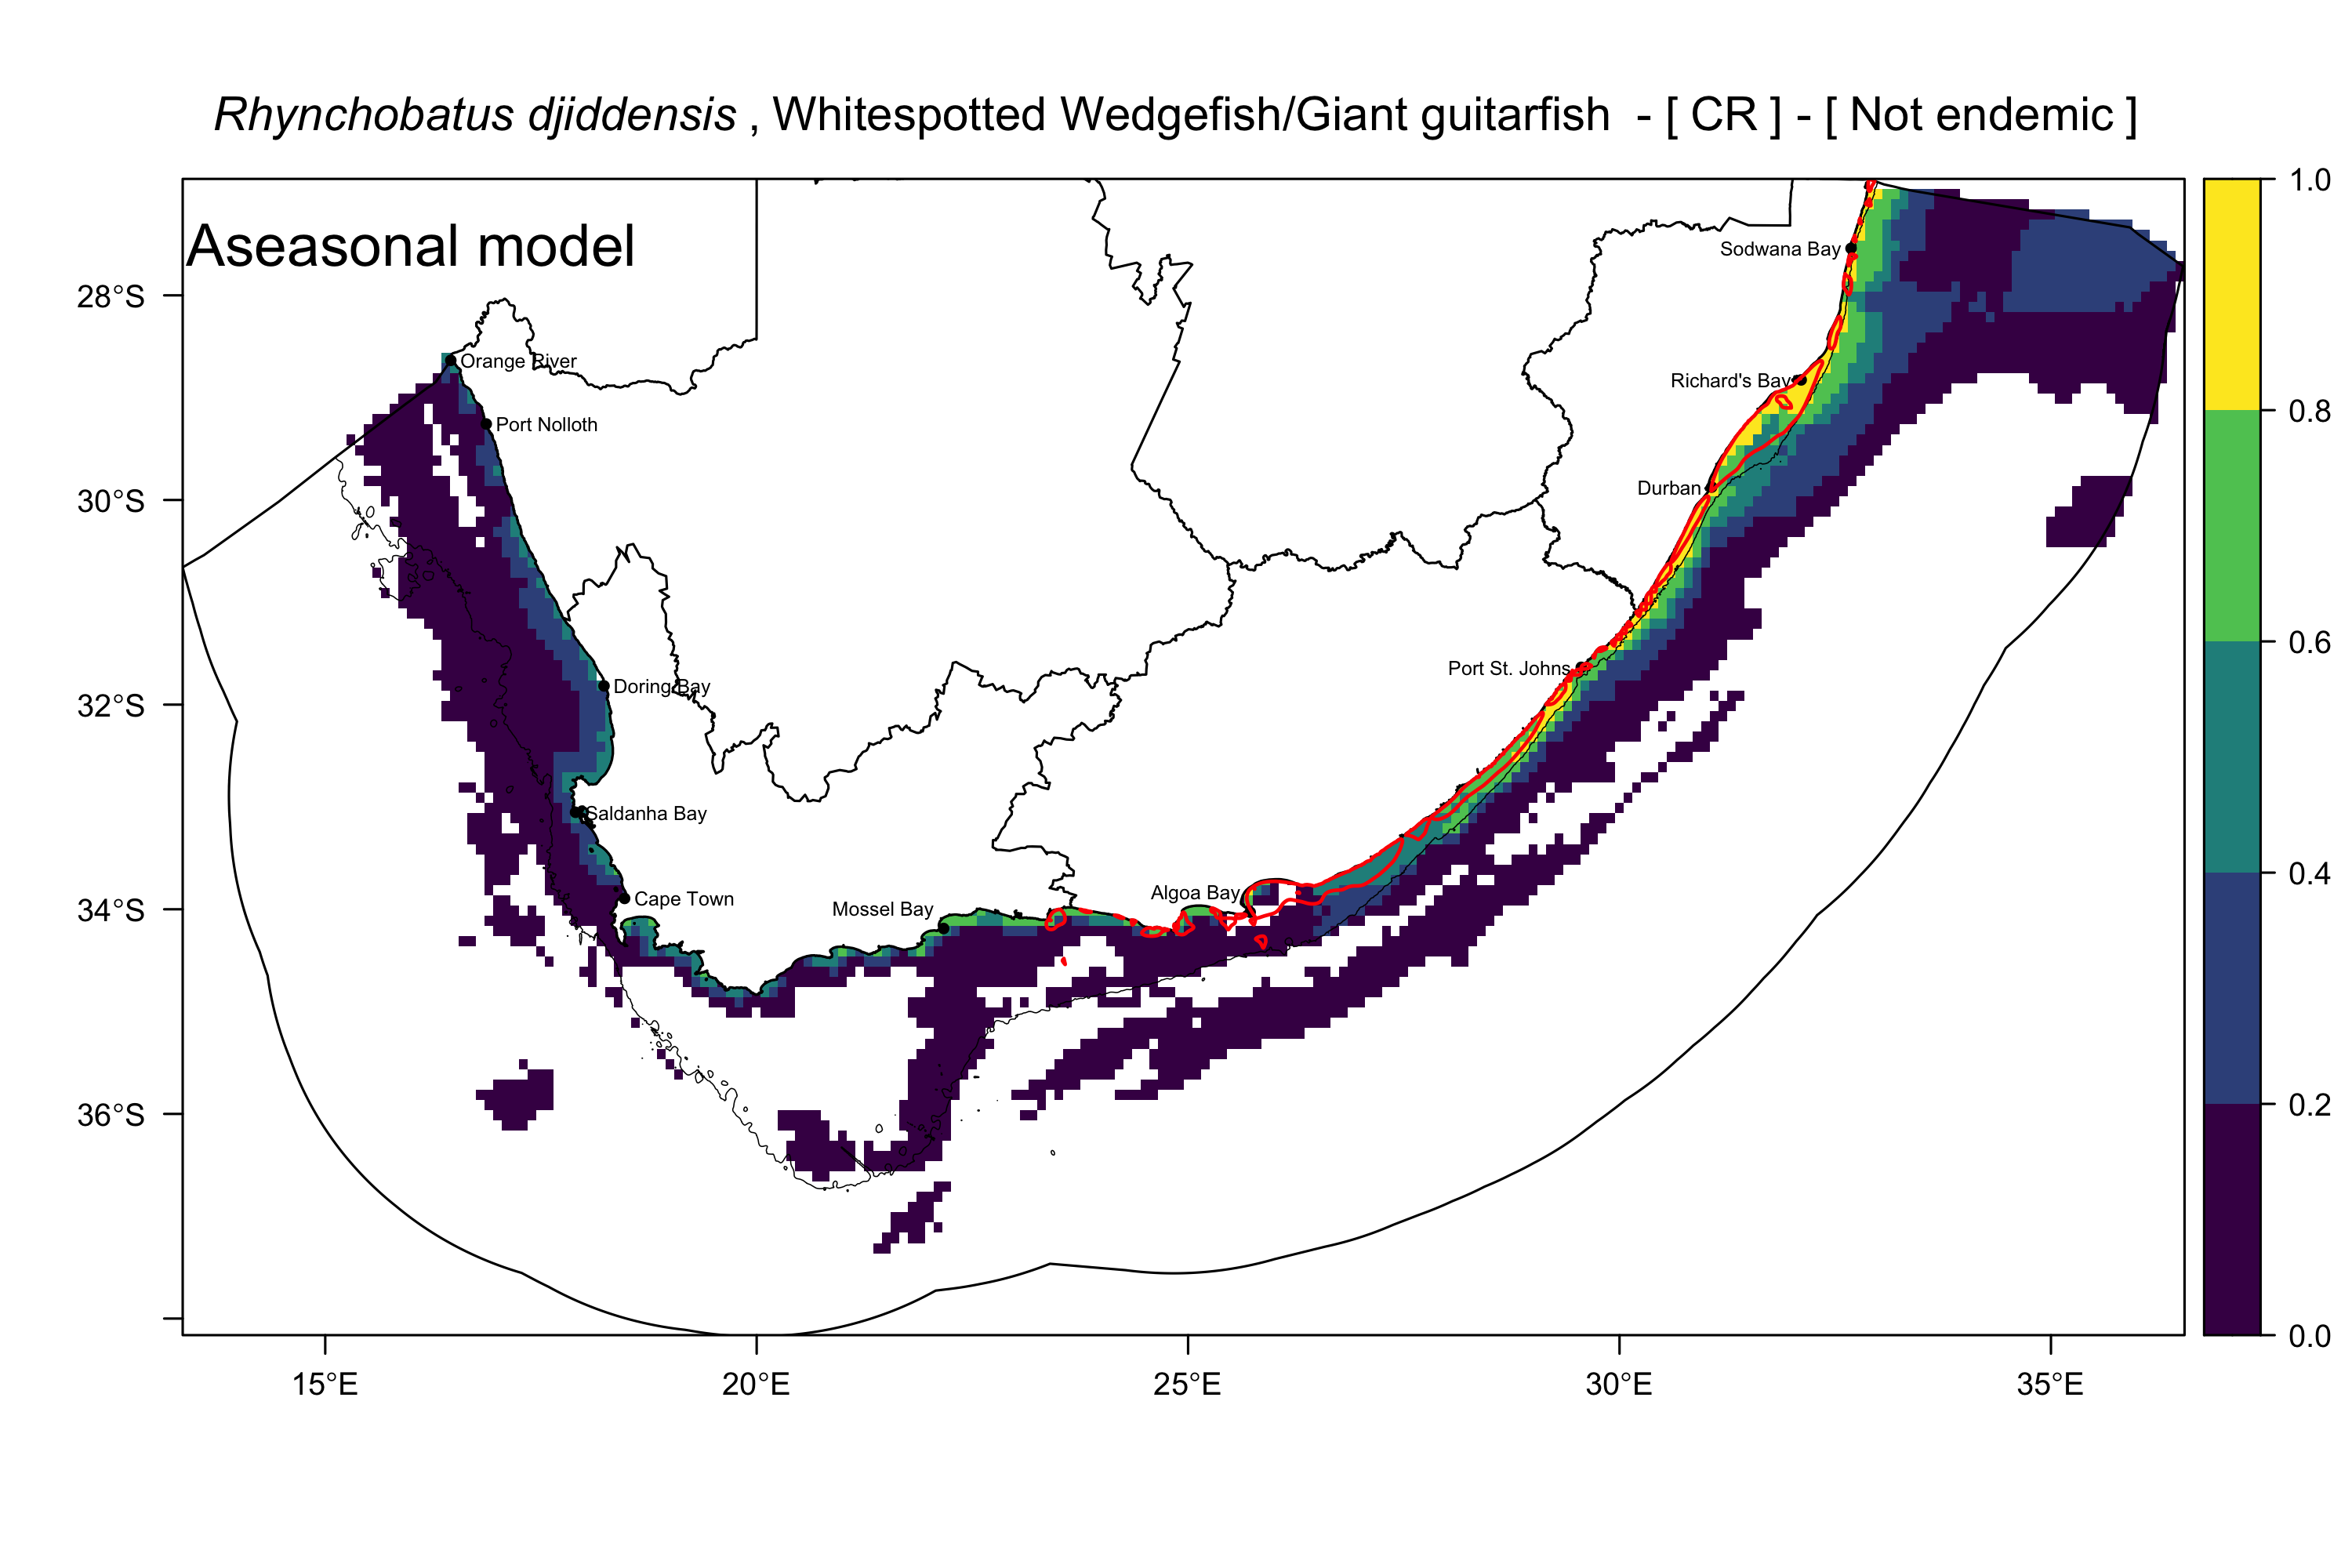 Rhynchobatus djiddensis , Whitespotted Wedgefish/Giant guitarfish - [ CR ] - [ Not endemic ]
Aseasonal model
1.0
0.8
0.6
0.4
0.2
0.0
28°S
30°S
32°S
34°S
36°S
Sodwana Bay
Orange River
Richard's Bay
Port Nolloth
Durban
Port St. Johns
Doring Bay
Saldanha Bay
Algoa Bay
Cape Town
Mossel Bay
15°E
20°E
25°E
30°E
35°E